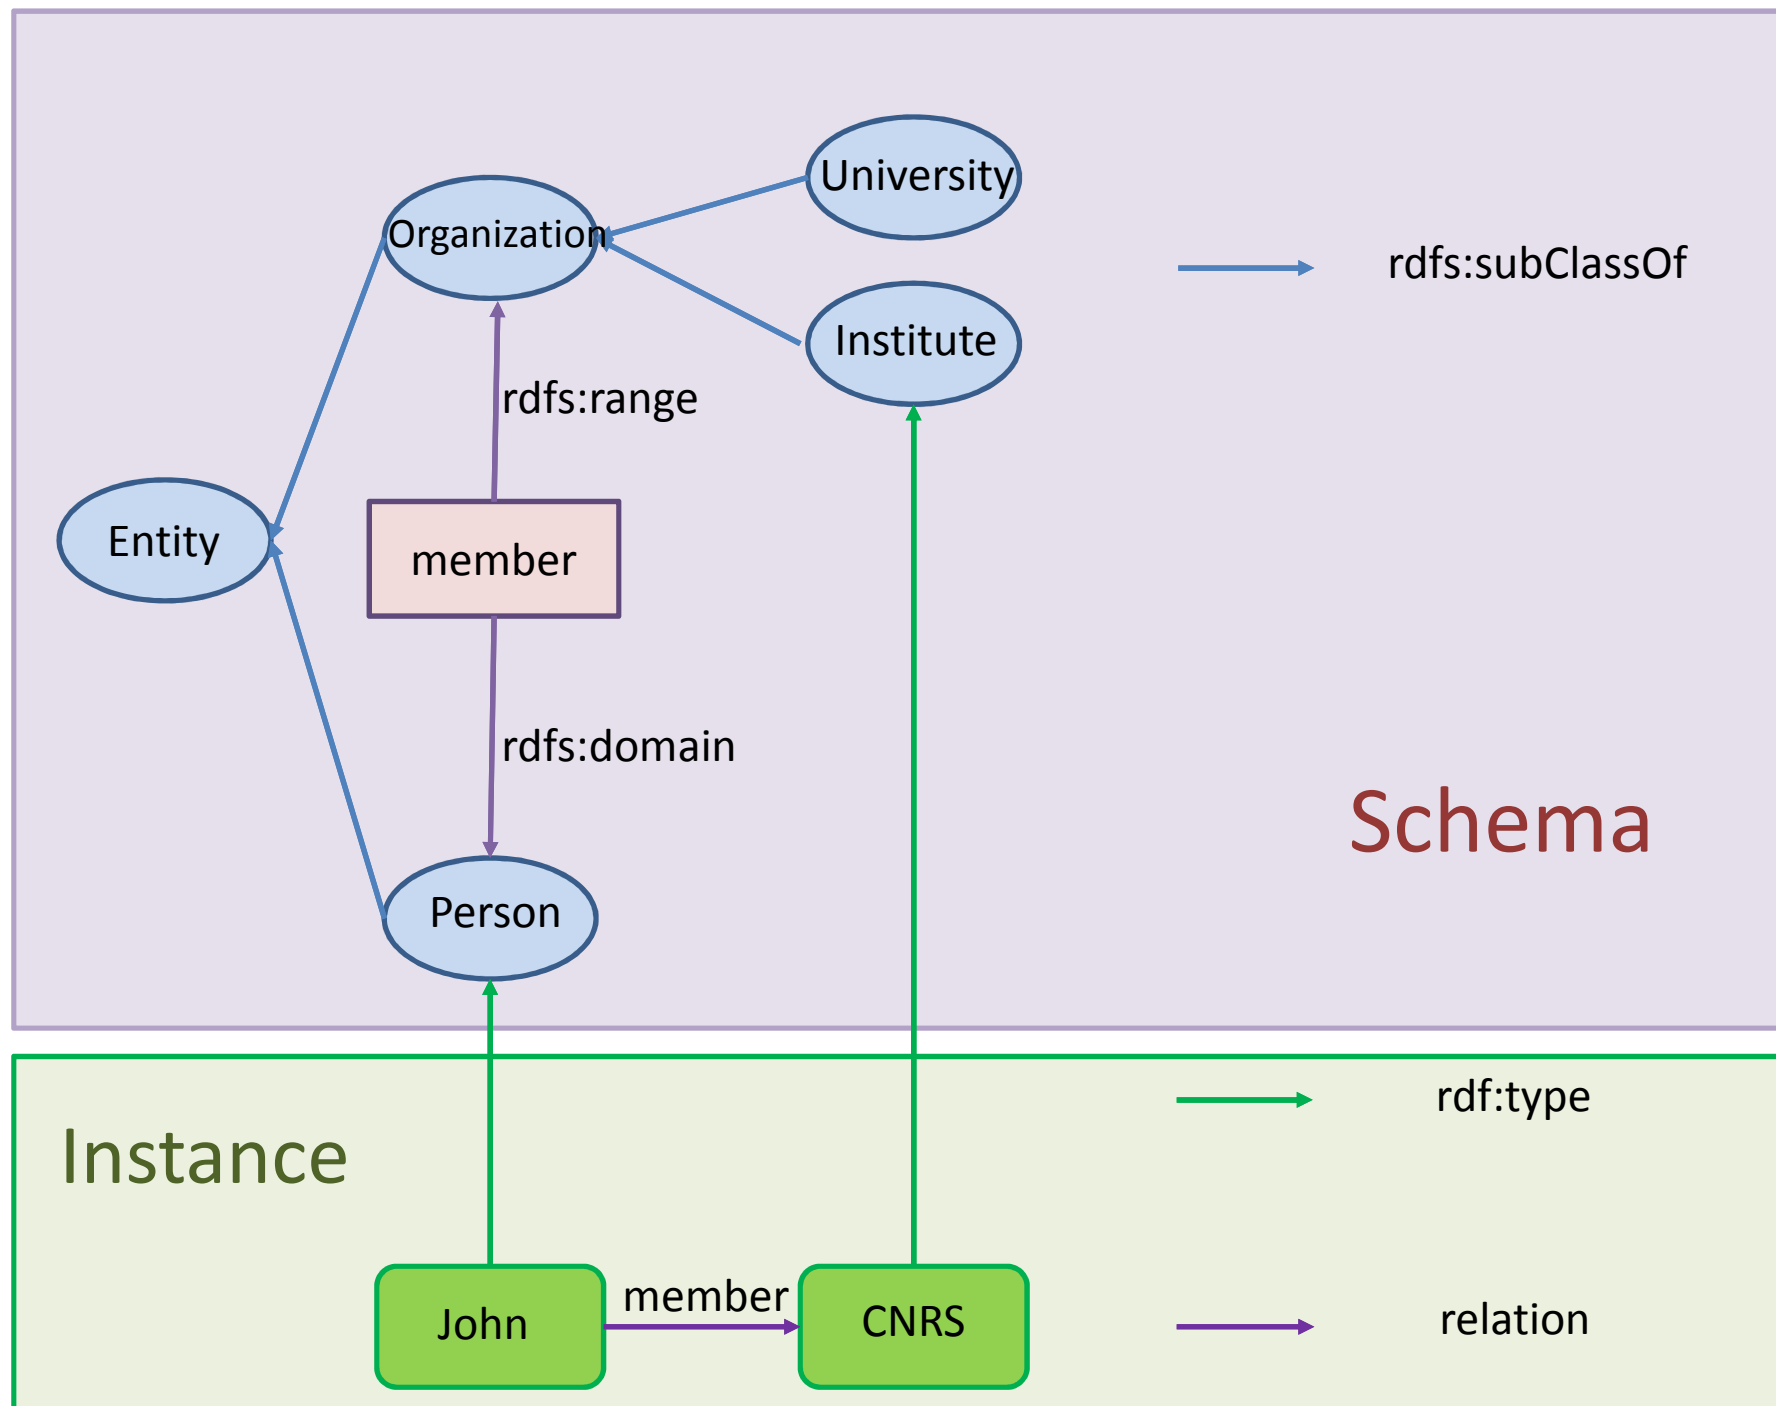 University
Organization
rdfs:subClassOf
Institute
rdfs:range
Entity
member
rdfs:domain
Schema
Person
rdf:type
Instance
member
John
CNRS
relation